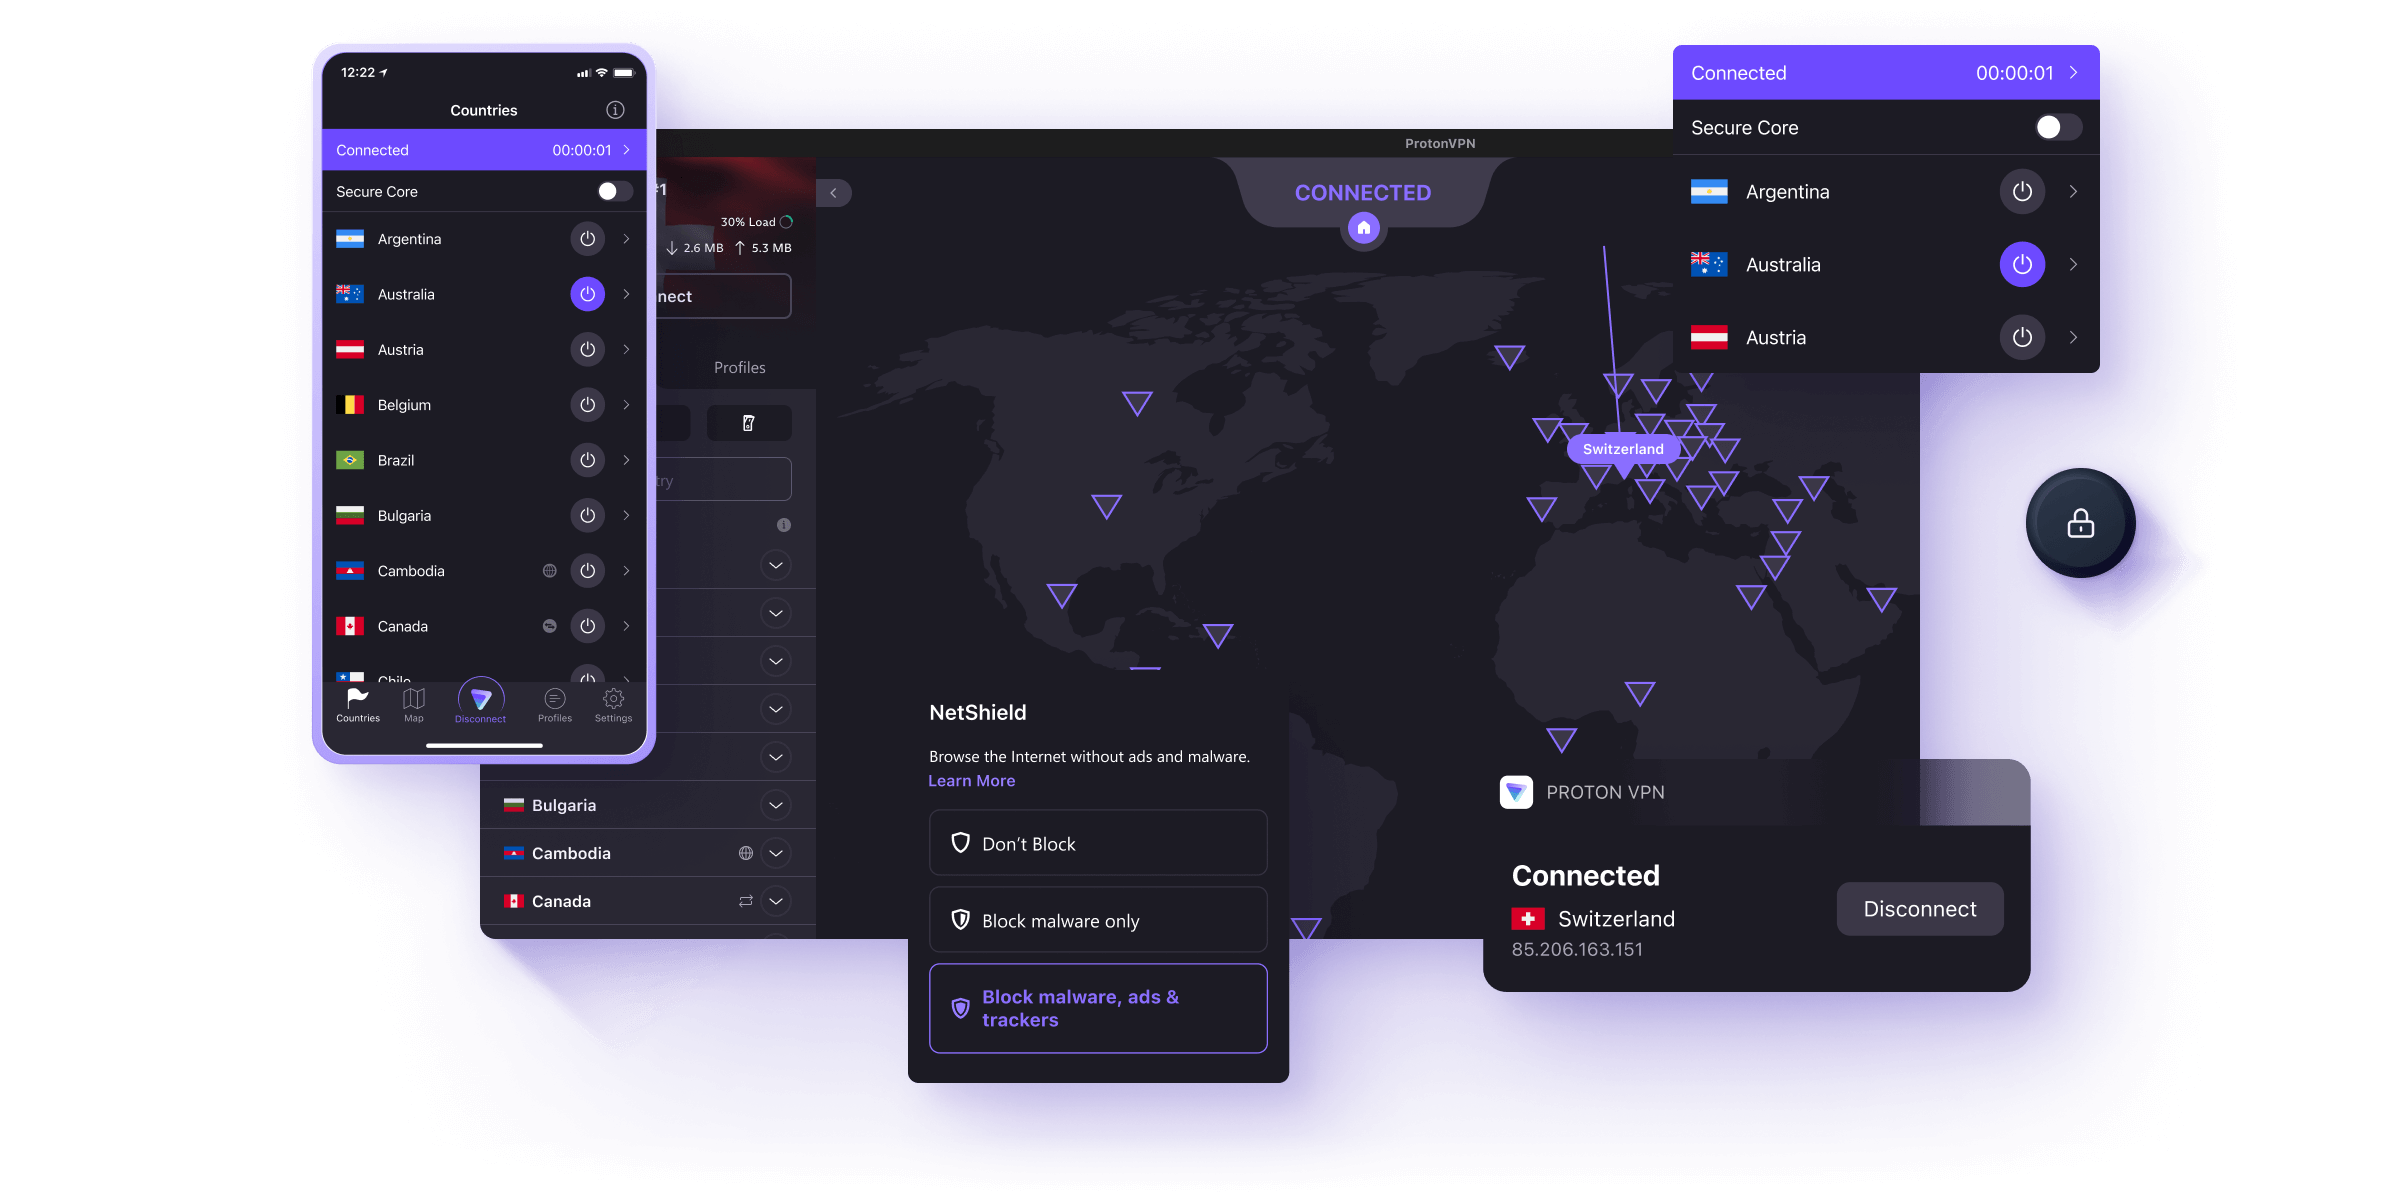 12:22
Countries
Connected 00:00:01
Secure Core
Argentina
Australia
Austria
Belgium
Brazil
Bulgaria
Cambodia
Canada
Chile
Countries Map Disconnect Profiles Settings
ProtonVPN
#1
30% Load
2.6 MB 5.3 MB
nect
Profiles
try
Bulgaria
Cambodia
Canada
CONNECTED
Switzerland
Connected 00:00:01
Secure Core
Argentina
Australia
Austria
NetShield
Browse the Internet without ads and malware.
Learn More
Don't Block
Block malware only
Block malware, ads &
trackers
PROTON VPN
Connected
Switzerland
85.206.163.151
Disconnect